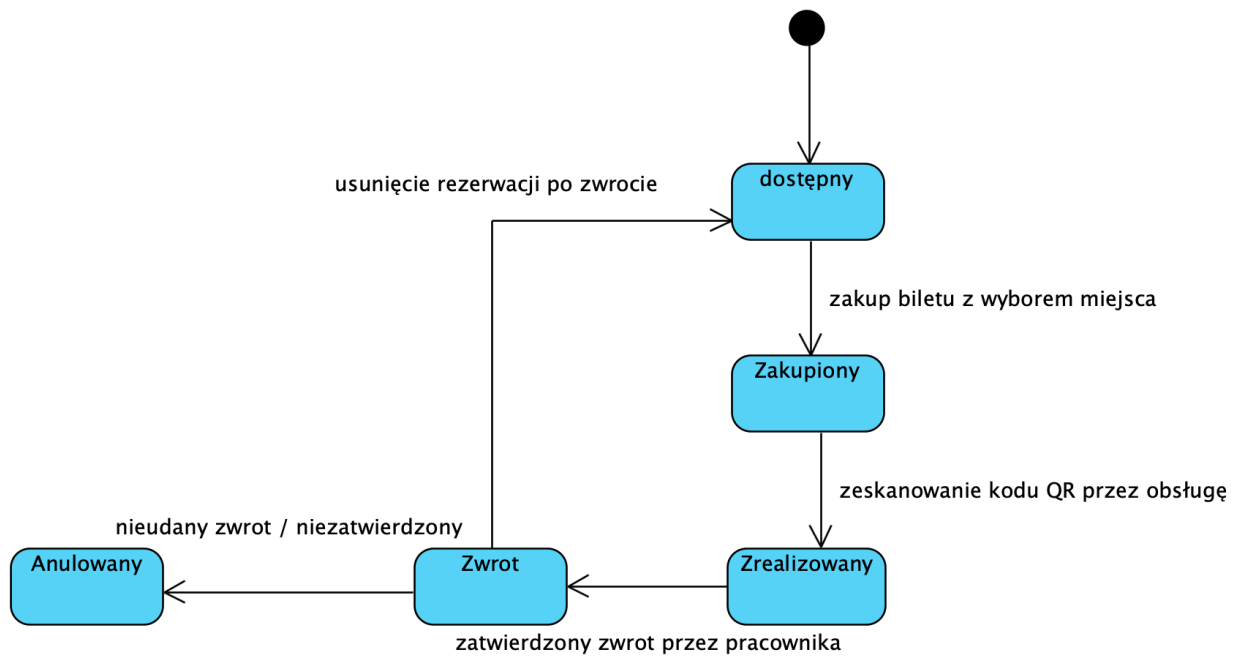 dostępny
usunięcie rezerwacji po zwrocie
zakup biletu z wyborem miejsca
Zakupiony
zeskanowanie kodu QR przez obsługę
nieudany zwrot / niezatwierdzony
Anulowany
Zwrot
Zrealizowany
zatwierdzony zwrot przez pracownika